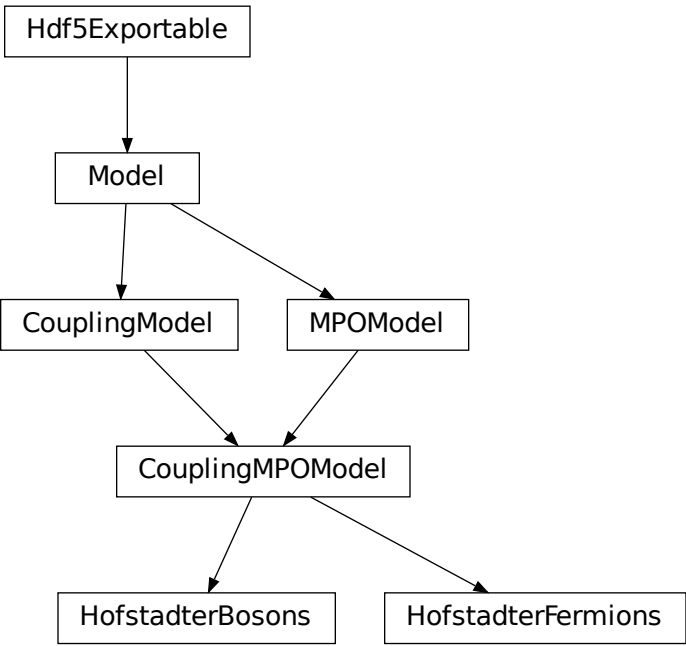 Hdf5Exportable
Model
CouplingModel
MPOModel
CouplingMPOModel
HofstadterBosons
HofstadterFermions